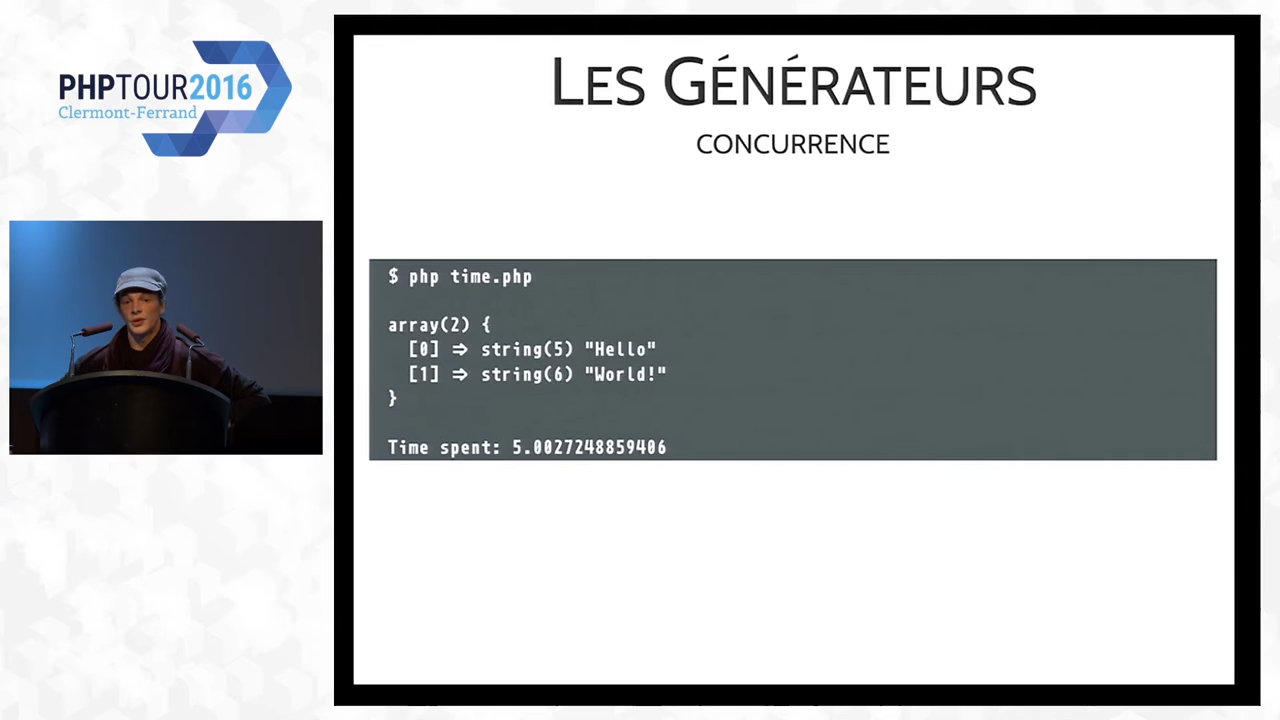 PHPTOUR2016
Clermont-Ferrand
LES GÉNÉRATEURS
CONCURRENCE
$ php time.php
array(2) {
[0] ⇒ string(5) "Hello"
[1] ⇒ string(6) "World!"
}
Time spent: 5.0027248859406